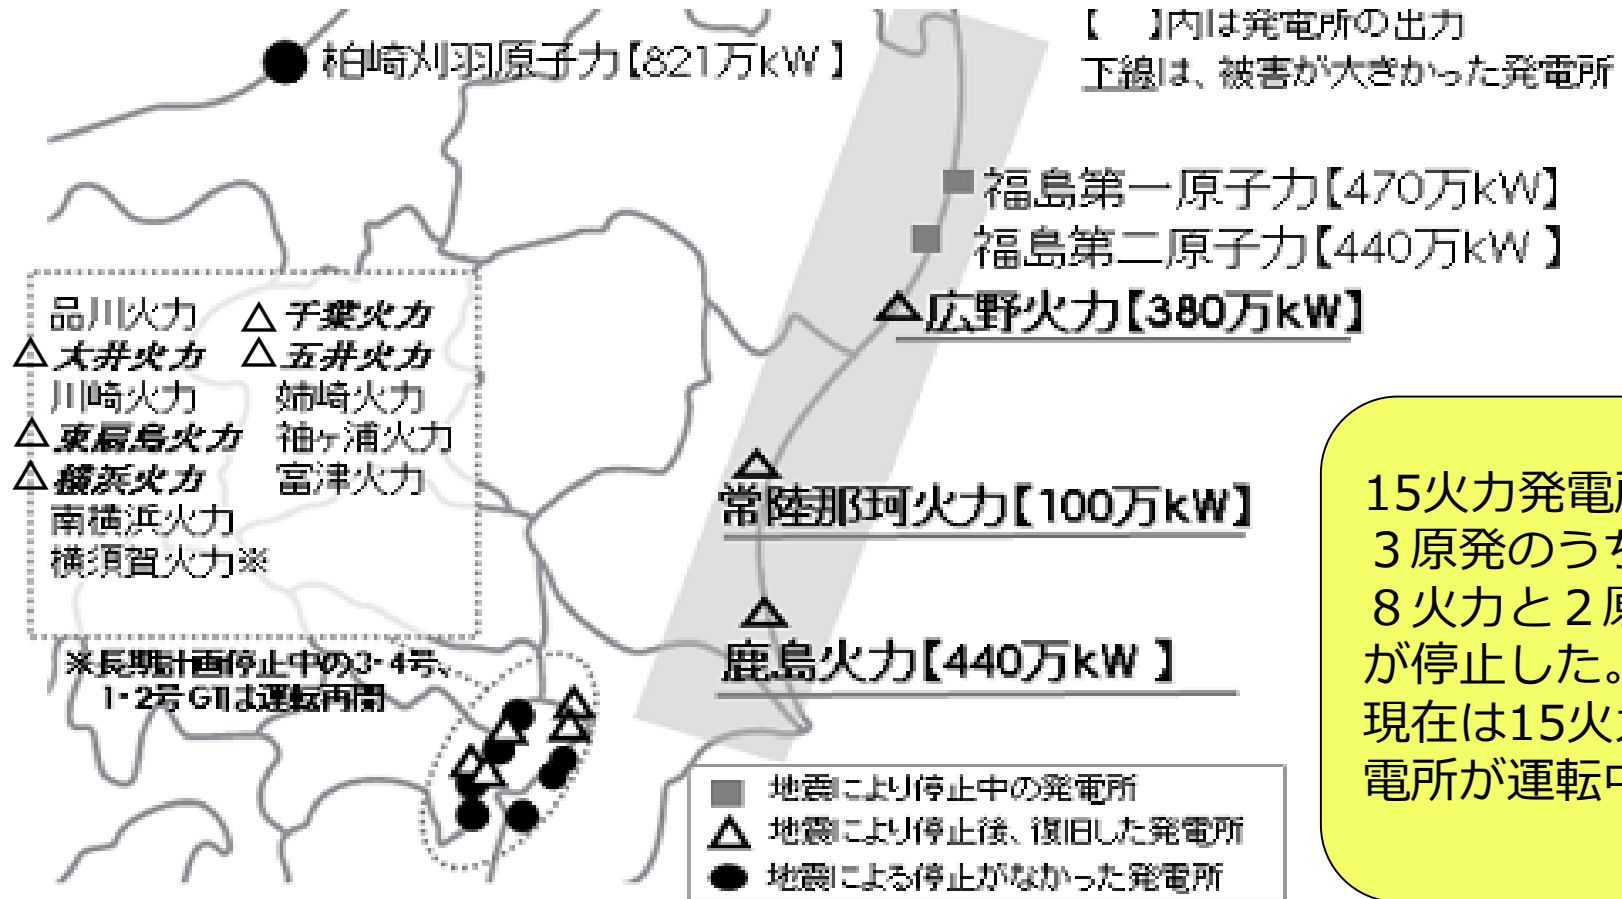 【　】内は発電所の出力
下線は、被害が大きかった発電所
柏崎刈羽原子力【821万kW】
福島第一原子力【470万kW】
福島第二原子力【440万kW】
広野火力【380万kW】
常陸那珂火力【100万kW】
鹿島火力【440万kW】
品川火力 △千葉火力
△大井火力 △五井火力
川崎火力 姉崎火力
△東扇島火力 袖ヶ浦火力
△横浜火力 富津火力
南横浜火力
横須賀火力※
※長期計画停止中の3・4号、
1・2号GTは運転再開
地震により停止中の発電所
地震により停止後、復旧した発電所
地震による停止がなかった発電所
15火力発電
３原発のう
８火力と２
が停止した。
現在は15火
電所が運転